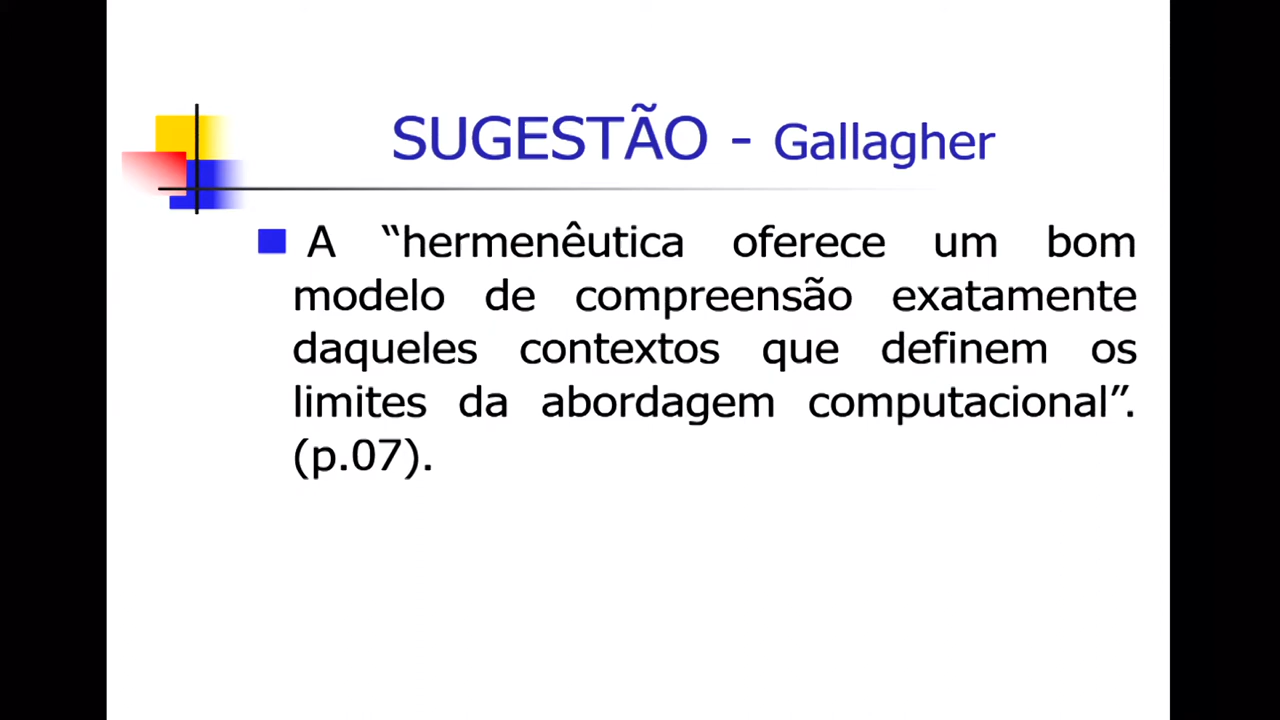 SUGESTÃO - Gallagher
A “hermenêutica oferece um bom
modelo de compreensão exatamente
daqueles contextos que definem os
limites da abordagem computacional”.
(p.07).